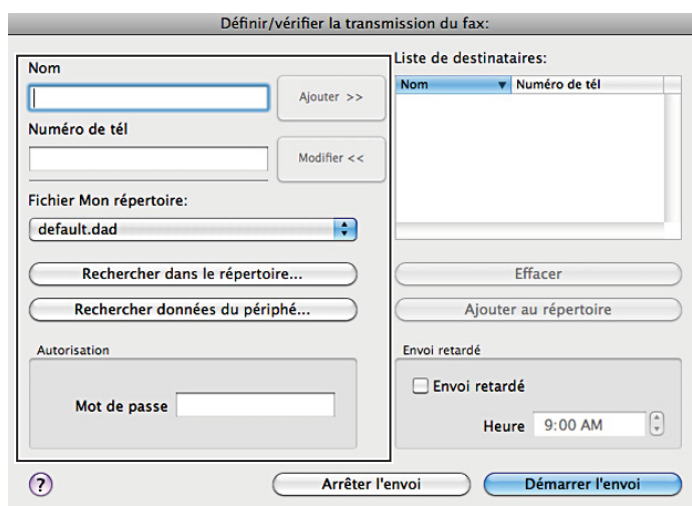 Définir/vérifier la transmission du fax:
Nom
Ajouter >>
Numéro de tél
Modifier <<
Fichier Mon répertoire:
default.dad
Rechercher dans le répertoire...
Rechercher données du périphé...
Autorisation
Mot de passe
Liste de destinataires:
Nom Numéro de tél
Effacer
Ajouter au répertoire
Envoi retardé
Envoi retardé
Heure 9:00 AM
?
Arrêter l'envoi
Démarrer l'envoi